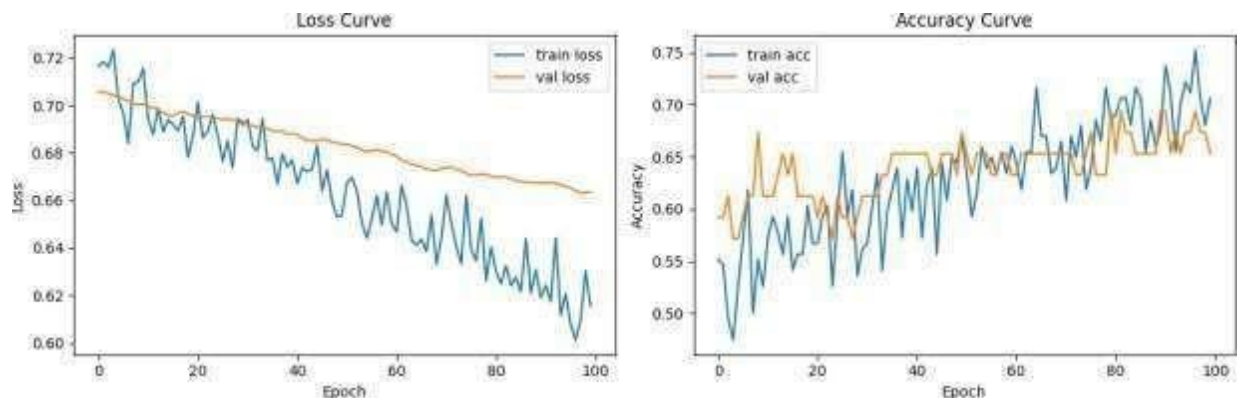 Loss Curve
train loss
val loss
0.72
0.70
0.68
0.66
0.64
0.62
0.60
Loss
0
20
40
60
80
100
Epoch
Accuracy Curve
train acc
val acc
0.75
0.70
0.65
0.60
0.55
0.50
Accuracy
0
20
40
60
80
100
Epoch